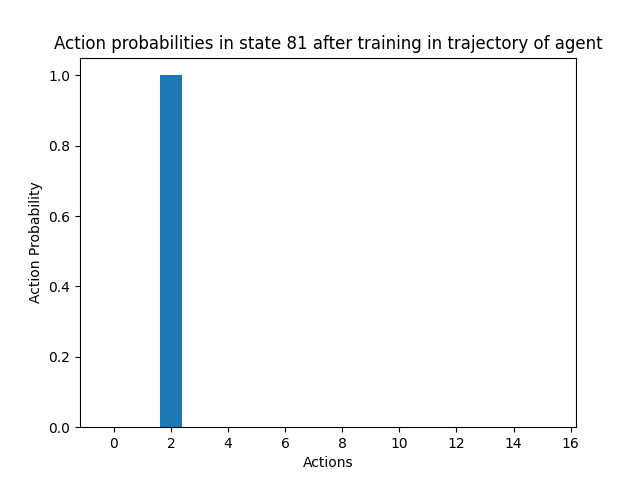 Action probabilities in state 81 after training in trajectory of agent
1.0
0.8
0.6
0.4
0.2
0.0
Action Probability
0 2 4 6 8 10 12 14 16
Actions